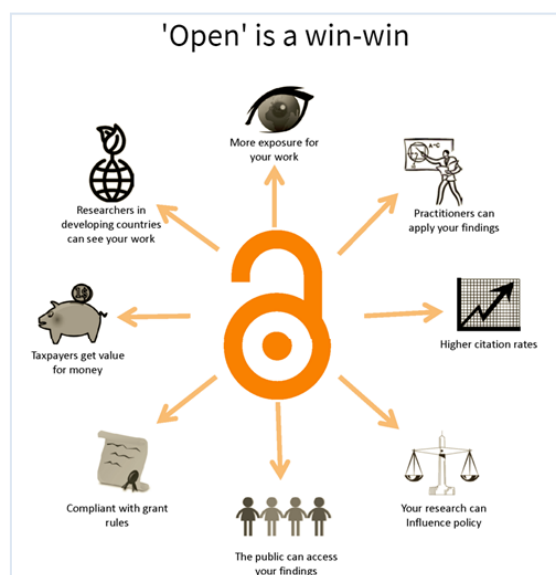 'Open' is a win-win
More exposure for
your work
Practitioners can
apply your findings
Higher citation rates
Your research can
Influence policy
The public can access
your findings
Compliant with grant
rules
Taxpayers get value
for money
Researchers in
developing countries
can see your work